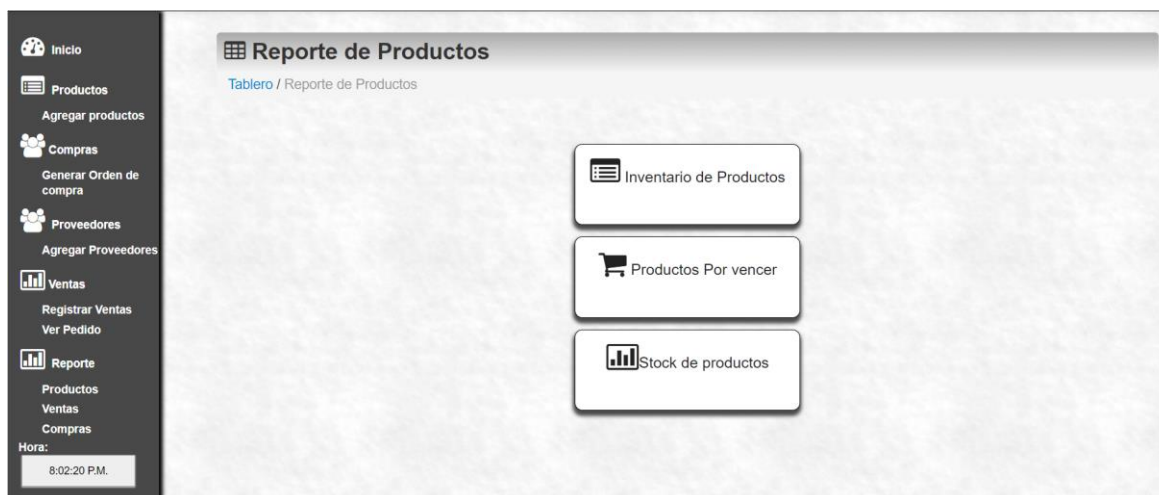 Inicio
Productos
Agregar productos
Compras
Generar Orden de
compra
Proveedores
Agregar Proveedores
Ventas
Registrar Ventas
Ver Pedido
Reporte
Productos
Ventas
Compras
Hora:
8:02:20 P.M.
Reporte de Productos
Tablero / Reporte de Productos
Inventario de Productos
Productos Por vencer
Stock de productos